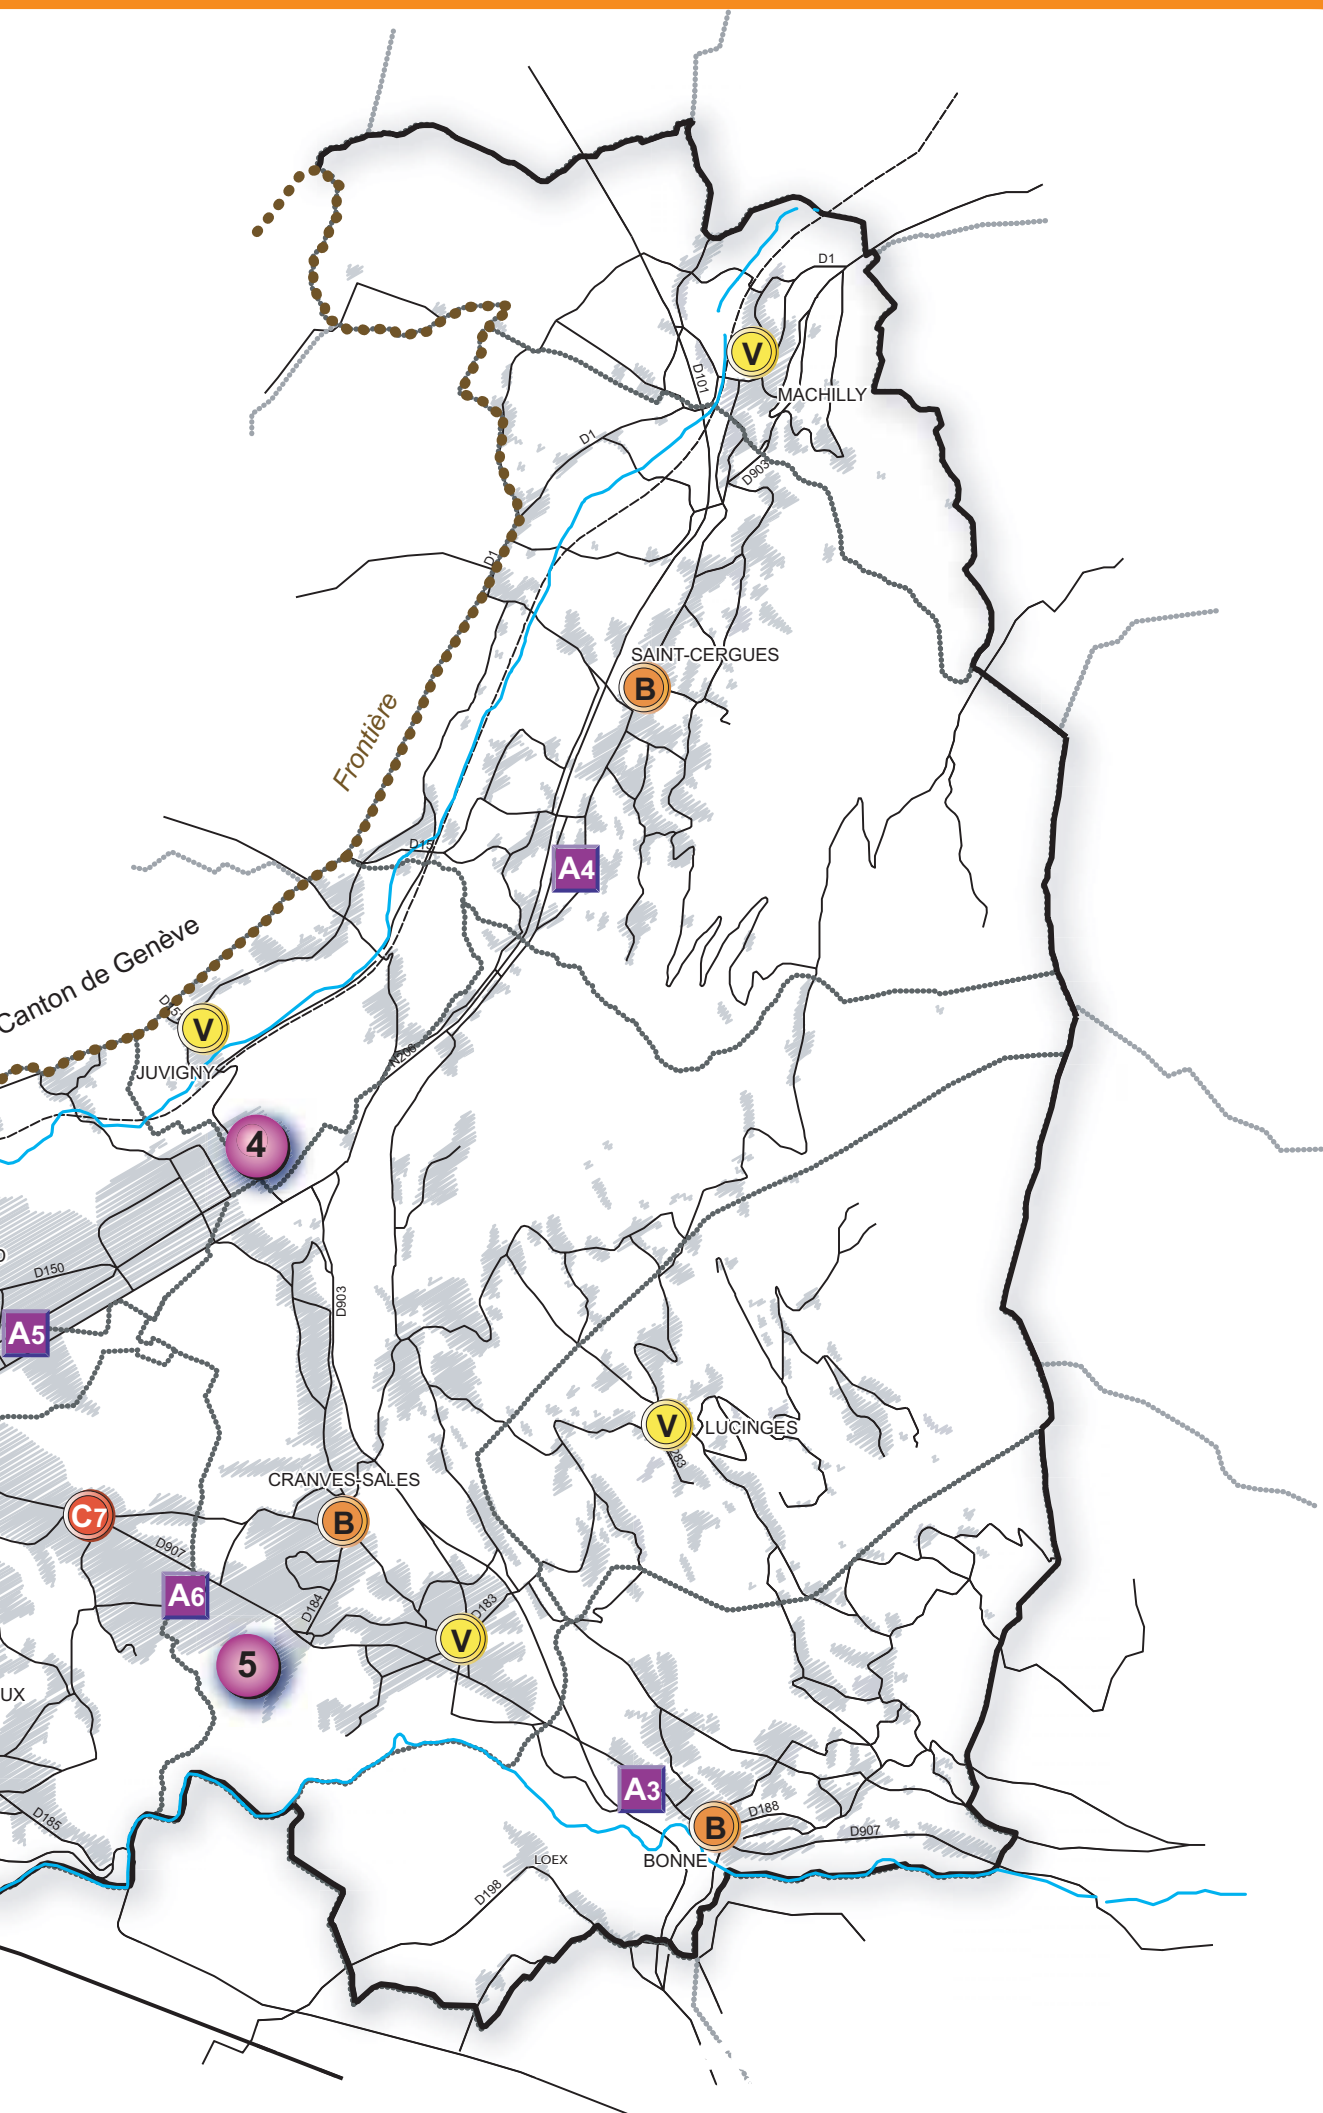 D1
V
D101
MACHILLY
D1
D903
D1
SAINT-CERGUES
B
Frontière
D15
A4
Canton de Genève
V
JUVIGNY
N206
4
D150
D903
A5
V
LUCINGES
CRANVES-SALES
C7
B
D907
A6
D184
D183
V
5
UX
A3
D188
B
D907
D185
BONNE
LOEX
D198